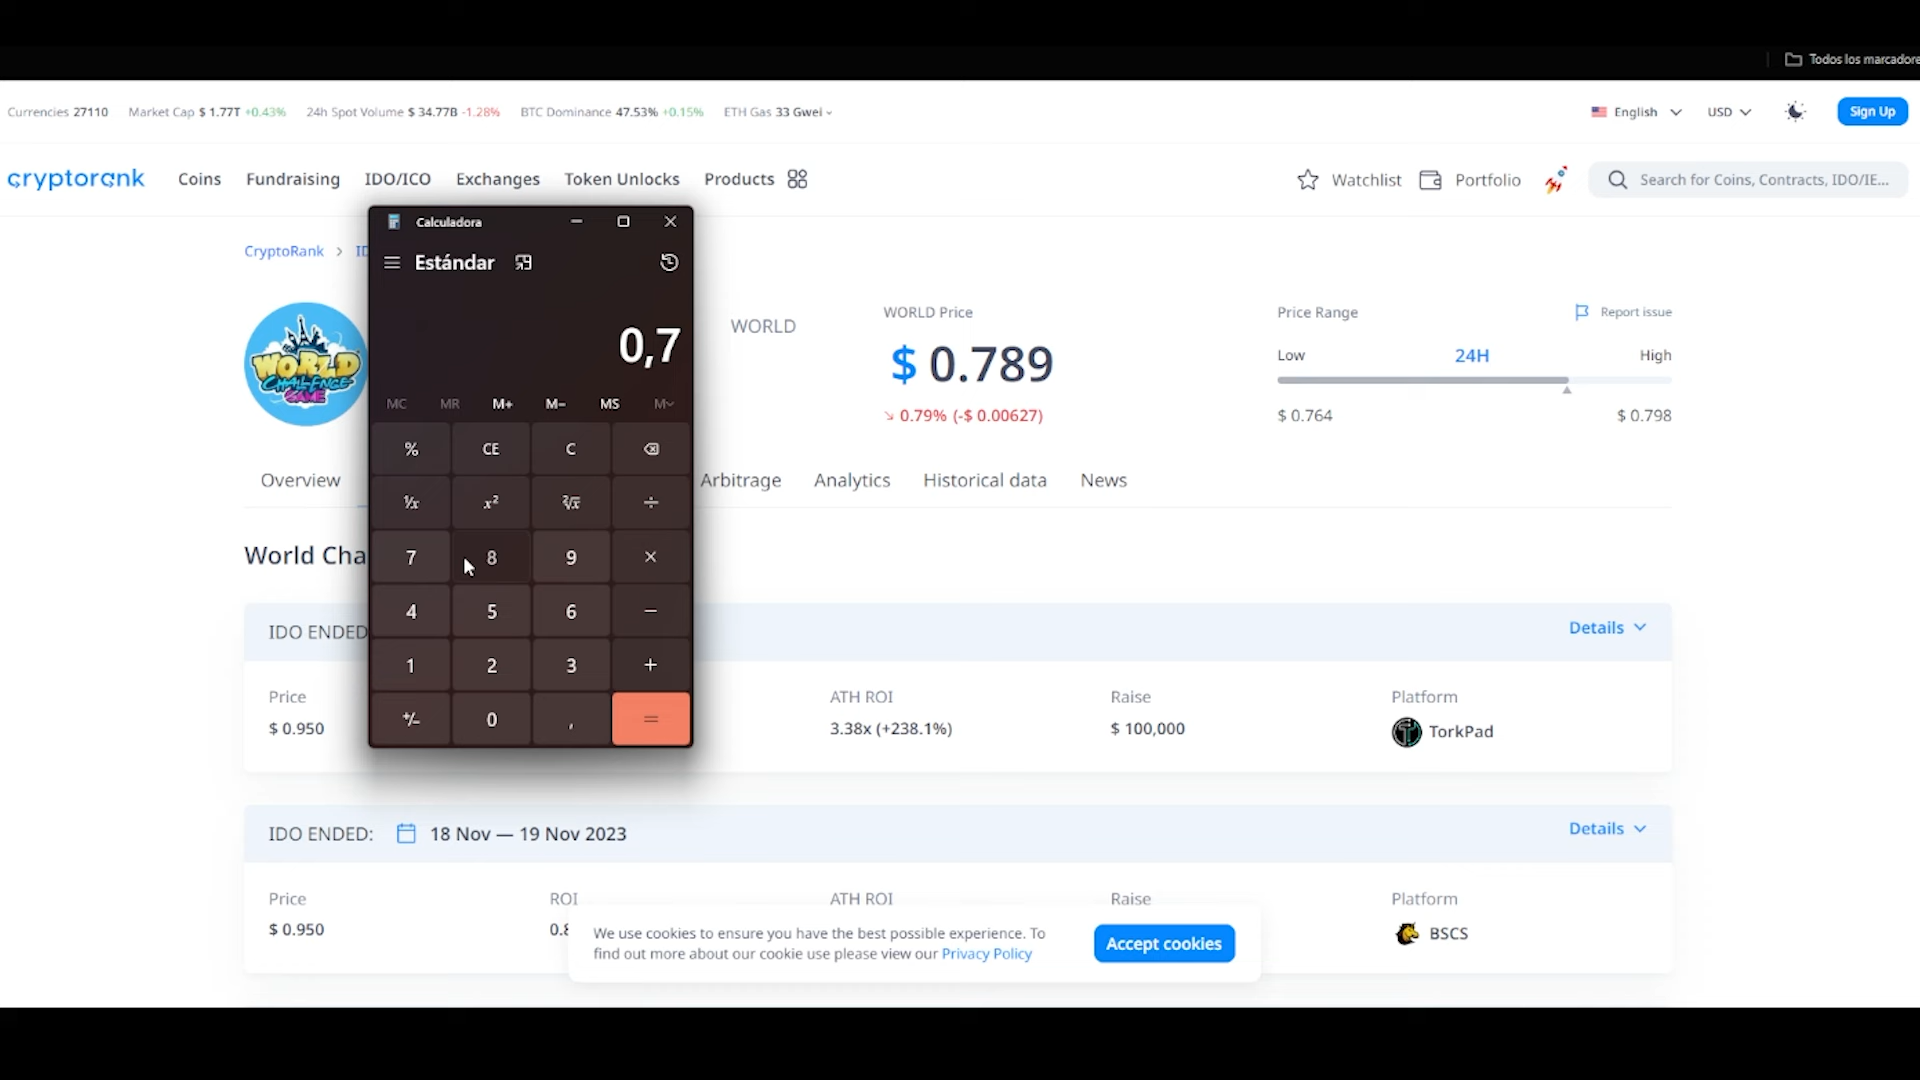 Todos los marcadore
Currencies 27110 Market Cap $ 1.77T +0.43% 24h Spot Volume $ 34.77B -1.28% BTC Dominance 47.53% +0.15% ETH Gas 33 Gwei English USD Sign Up
cryptorank Coins Fundraising IDO/ICO Exchanges Token Unlocks Products Watchlist Portfolio Search for Coins, Contracts, IDO/IE...
Calculadora
CryptoRank > ID
Estándar
WORLD CHALLENGE GAME
WORLD
WORLD Price
$ 0.789
0.79% (-$ 0.00627)
Price Range Report issue
Low 24H High
$ 0.764 $ 0.798
0,7
MC MR M+ M- MS M
% CE C
⅟x x² ²√x ÷
7 8 9 ×
4 5 6 −
1 2 3 +
+/- 0 , =
Overview Arbitrage Analytics Historical data News
World Cha
IDO ENDED Details
Price ATH ROI Raise Platform
$ 0.950 3.38x (+238.1%) $ 100,000 TorkPad
IDO ENDED: 18 Nov — 19 Nov 2023 Details
Price ROI ATH ROI Raise Platform
$ 0.950 0.8 BSCS
We use cookies to ensure you have the best possible experience. To
find out more about our cookie use please view our Privacy Policy
Accept cookies